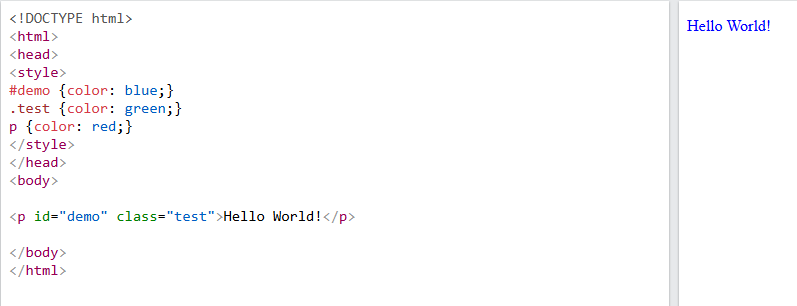 <!DOCTYPE html>
<html>
<head>
<style>
#demo {color: blue;}
.test {color: green;}
p {color: red;}
</style>
</head>
<body>
<p id="demo" class="test">Hello World!</p>
</body>
</html>
Hello World!